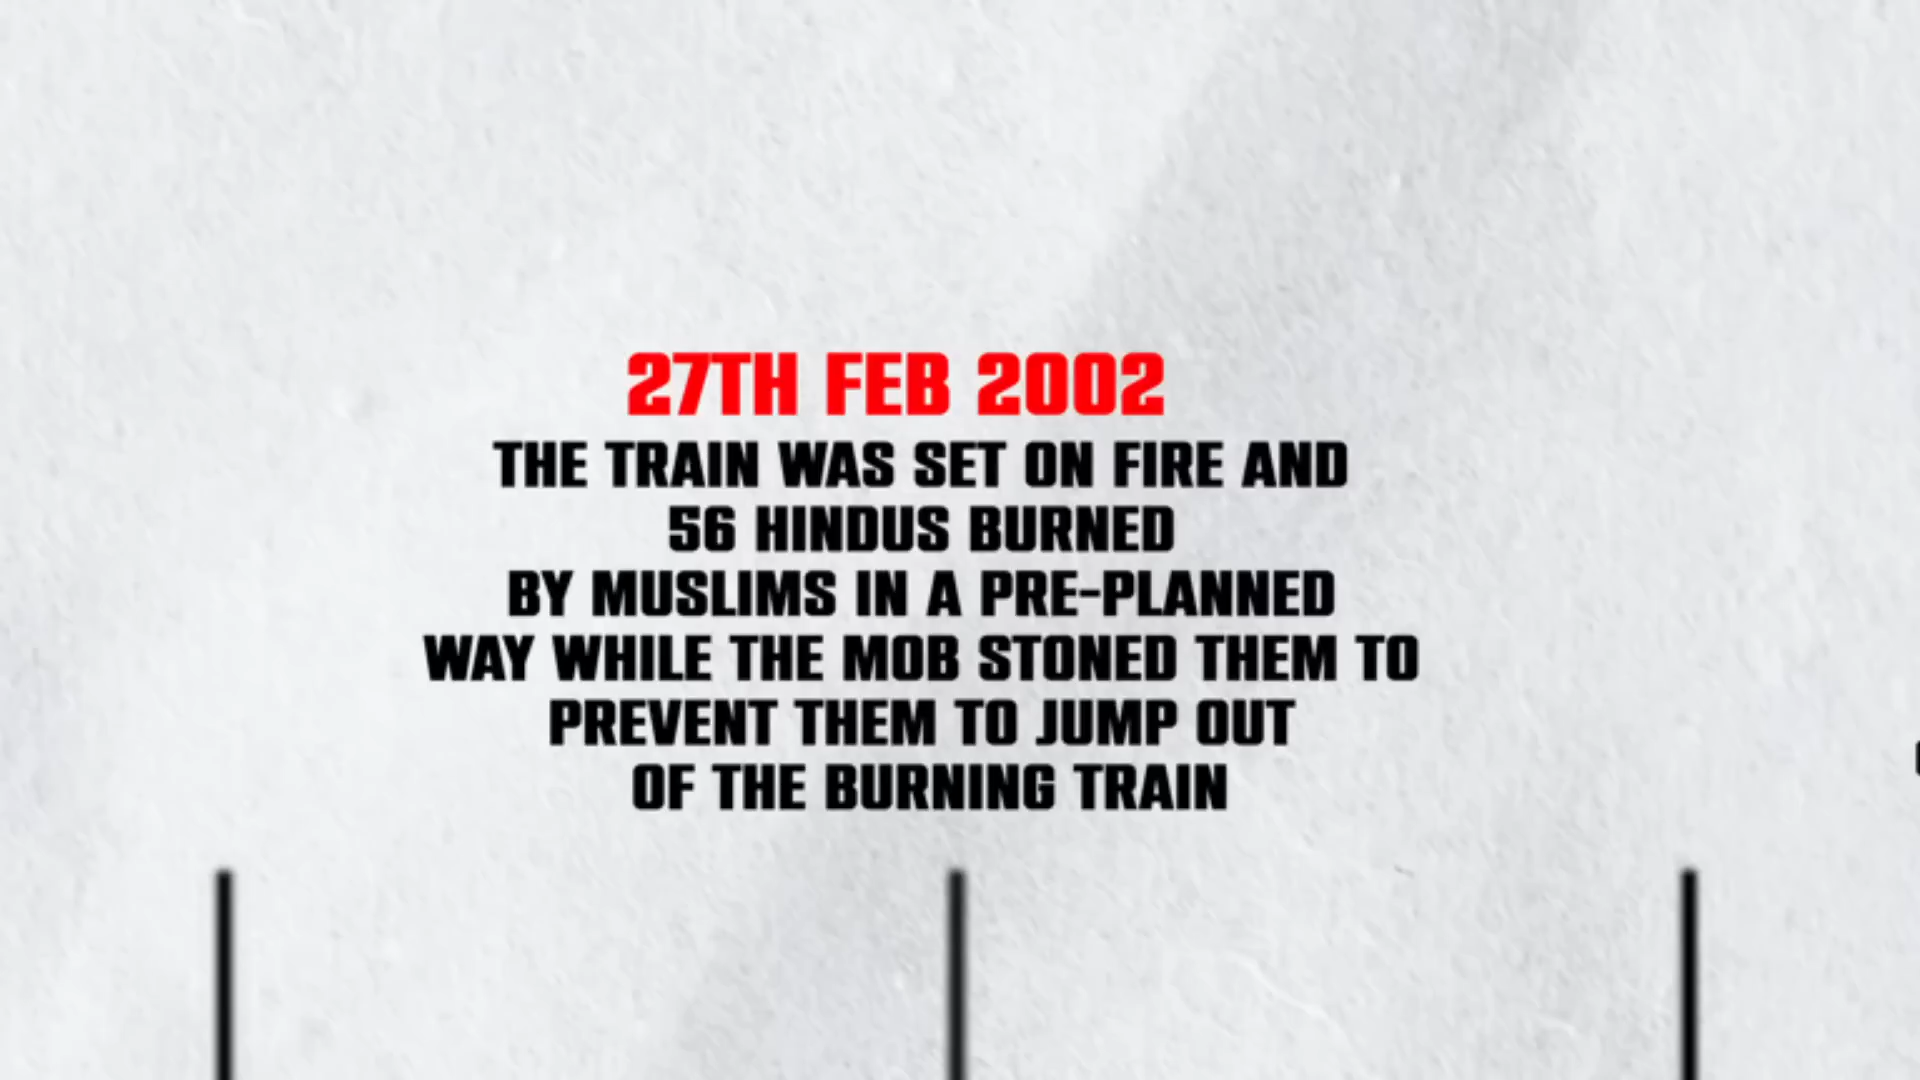 27TH FEB 2002
THE TRAIN WAS SET ON FIRE AND
56 HINDUS BURNED
BY MUSLIMS IN A PRE-PLANNED
WAY WHILE THE MOB STONED THEM TO
PREVENT THEM TO JUMP OUT
OF THE BURNING TRAIN